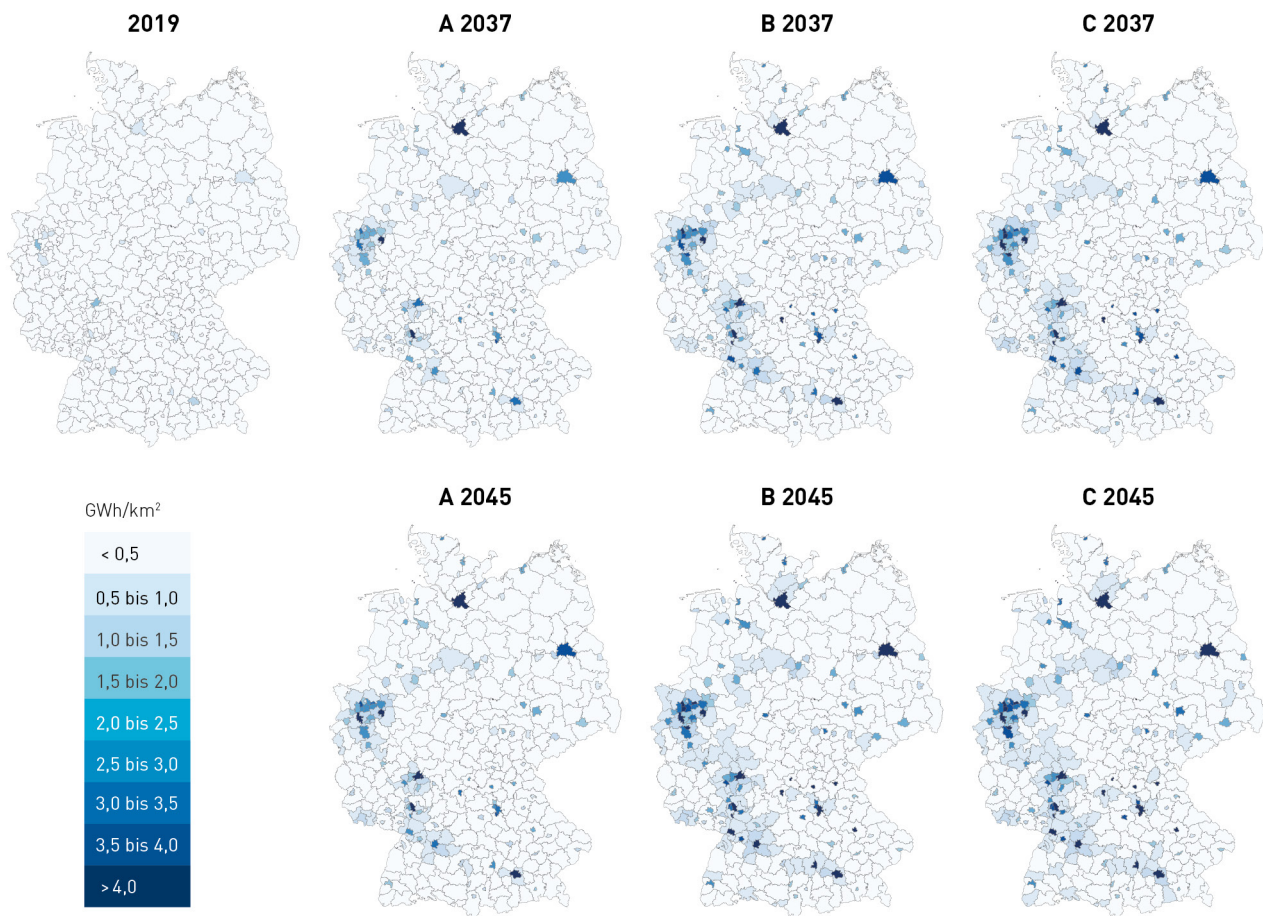 2019
A 2037
B 2037
C 2037
A 2045
B 2045
C 2045
GWh/km²
< 0,5
0,5 bis 1,0
1,0 bis 1,5
1,5 bis 2,0
2,0 bis 2,5
2,5 bis 3,0
3,0 bis 3,5
3,5 bis 4,0
> 4,0